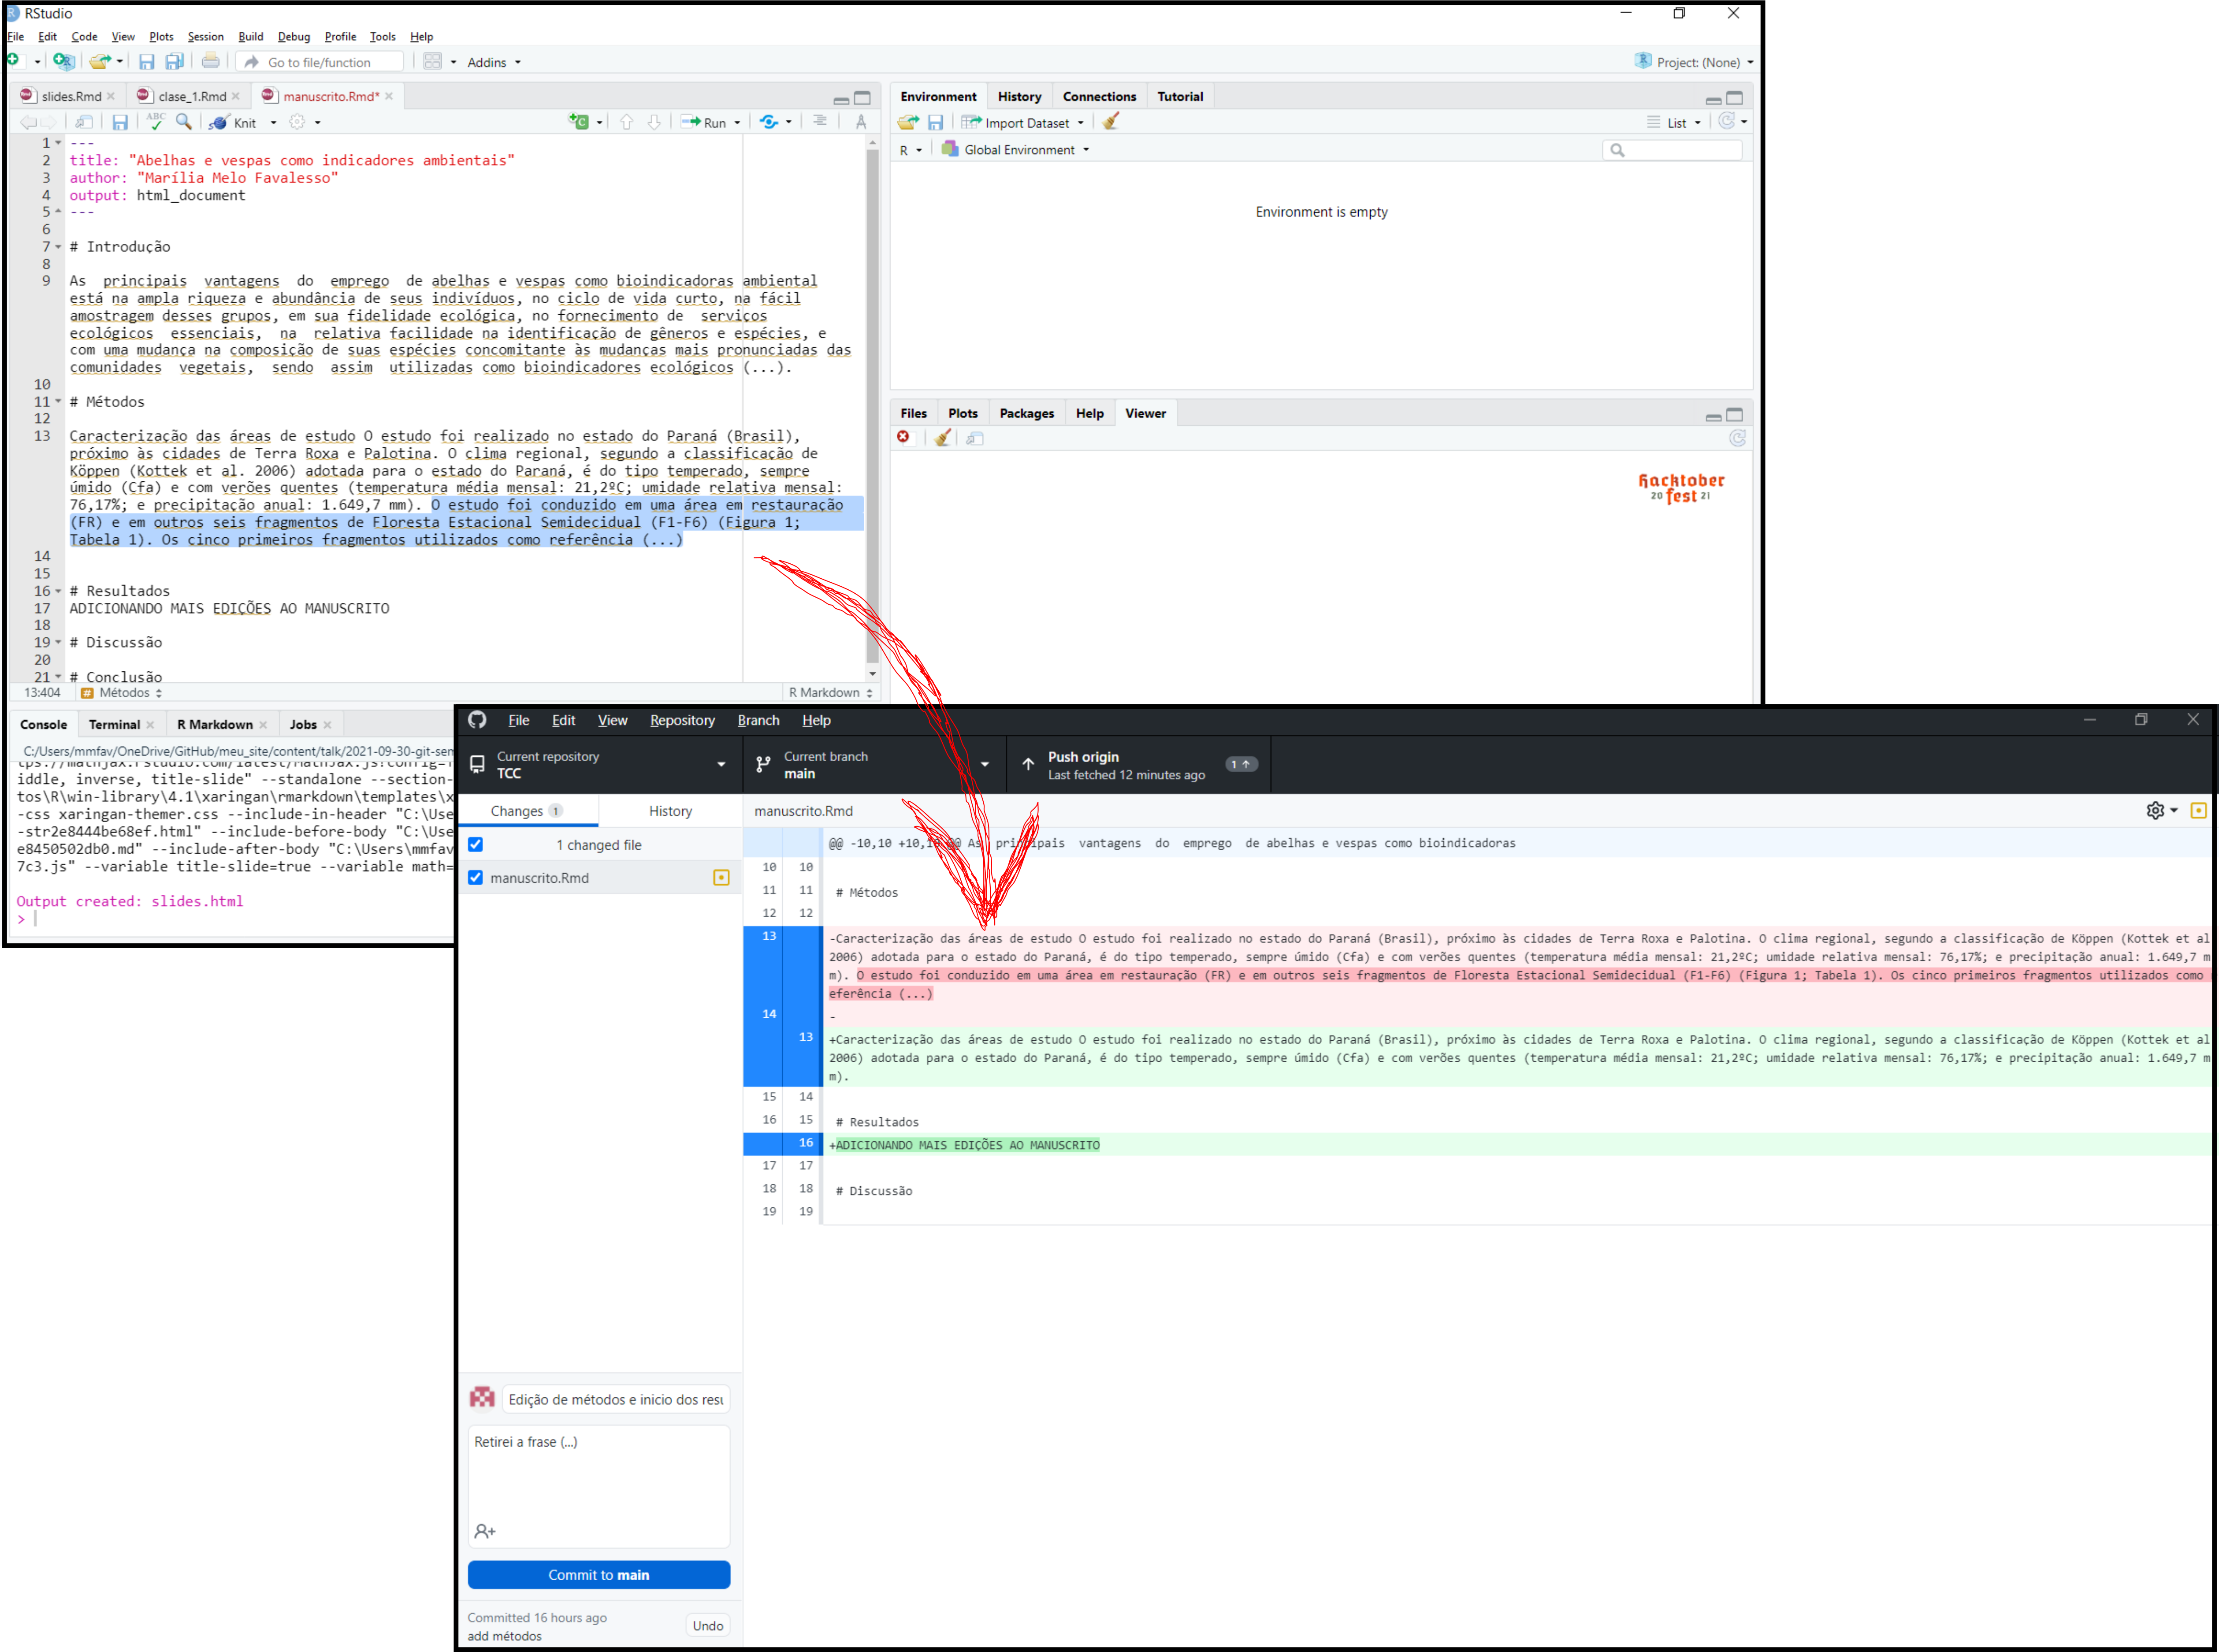 RStudio
File Edit Code View Plots Session Build Debug Profile Tools Help
Go to file/function
Addins
Project: (None)
slides.Rmd
clase_1.Rmd
manuscrito.Rmd*
ABC
Knit
Run
1 ---
2 title: "Abelhas e vespas como indicadores ambientais"
3 author: "Marília Melo Favalesso"
4 output: html_document
5 ---
6
7 # Introdução
8
9 As principais vantagens do emprego de abelhas e vespas como bioindicadoras ambiental
está na ampla riqueza e abundância de seus indivíduos, no ciclo de vida curto, na fácil
amostragem desses grupos, em sua fidelidade ecológica, no fornecimento de serviços
ecológicos essenciais, na relativa facilidade na identificação de gêneros e espécies, e
com uma mudança na composição de suas espécies concomitante às mudanças mais pronunciadas das
comunidades vegetais, sendo assim utilizadas como bioindicadores ecológicos (...).
10
11 # Métodos
12
13 Caracterização das áreas de estudo O estudo foi realizado no estado do Paraná (Brasil),
próximo às cidades de Terra Roxa e Palotina. O clima regional, segundo a classificação de
Köppen (Kottek et al. 2006) adotada para o estado do Paraná, é do tipo temperado, sempre
úmido (Cfa) e com verões quentes (temperatura média mensal: 21,2ºC; umidade relativa mensal:
76,17%; e precipitação anual: 1.649,7 mm). O estudo foi conduzido em uma área em restauração
(FR) e em outros seis fragmentos de Floresta Estacional Semidecidual (F1-F6) (Figura 1;
Tabela 1). Os cinco primeiros fragmentos utilizados como referência (...)
14
15
16 # Resultados
17 ADICIONANDO MAIS EDIÇÕES AO MANUSCRITO
18
19 # Discussão
20
21 # Conclusão
13:404 Métodos R Markdown
Environment History Connections Tutorial
Import Dataset
List
R Global Environment
Environment is empty
Files Plots Packages Help Viewer
hacktober
20 fest 21
Console Terminal R Markdown Jobs
C:/Users/mmfav/OneDrive/GitHub/meu_site/content/talk/2021-09-30-git-sem
iddle, inverse, title-slide" --standalone --section-
tos\R\win-library\4.1\xaringan\rmarkdown\templates\x
-css xaringan-themer.css --include-in-header "C:\Use
-str2e8444be68ef.html" --include-before-body "C:\Use
e8450502db0.md" --include-after-body "C:\Users\mmfav
7c3.js" --variable title-slide=true --variable math=
Output created: slides.html
>
File Edit View Repository Branch Help
Current repository
TCC
Current branch
main
Push origin
Last fetched 12 minutes ago
1
Changes 1
History
manuscrito.Rmd
1 changed file
manuscrito.Rmd
@@ -10,10 +10,10 @@ As principais vantagens do emprego de abelhas e vespas como bioindicadoras
10 10
11 11 # Métodos
12 12
13 -Caracterização das áreas de estudo O estudo foi realizado no estado do Paraná (Brasil), próximo às cidades de Terra Roxa e Palotina. O clima regional, segundo a classificação de Köppen (Kottek et al
2006) adotada para o estado do Paraná, é do tipo temperado, sempre úmido (Cfa) e com verões quentes (temperatura média mensal: 21,2ºC; umidade relativa mensal: 76,17%; e precipitação anual: 1.649,7 m
m). O estudo foi conduzido em uma área em restauração (FR) e em outros seis fragmentos de Floresta Estacional Semidecidual (F1-F6) (Figura 1; Tabela 1). Os cinco primeiros fragmentos utilizados como
eferência (...)
14 -
13 +Caracterização das áreas de estudo O estudo foi realizado no estado do Paraná (Brasil), próximo às cidades de Terra Roxa e Palotina. O clima regional, segundo a classificação de Köppen (Kottek et al
2006) adotada para o estado do Paraná, é do tipo temperado, sempre úmido (Cfa) e com verões quentes (temperatura média mensal: 21,2ºC; umidade relativa mensal: 76,17%; e precipitação anual: 1.649,7 m
m).
15 14
16 15 # Resultados
16 +ADICIONANDO MAIS EDIÇÕES AO MANUSCRITO
17 17
18 18 # Discussão
19 19
Edição de métodos e inicio dos resu
Retirei a frase (...)
Commit to main
Committed 16 hours ago
add métodos
Undo